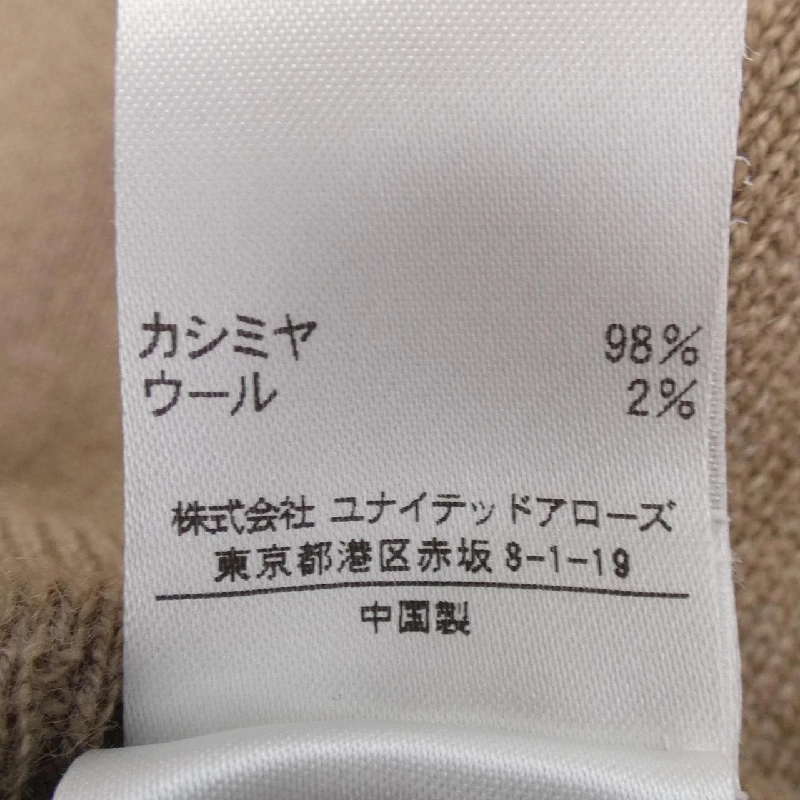 カシミヤ 98%
ウール 2%
株式会社 ユナイテッドアローズ
東京都港区赤坂 8-1-19
中国製